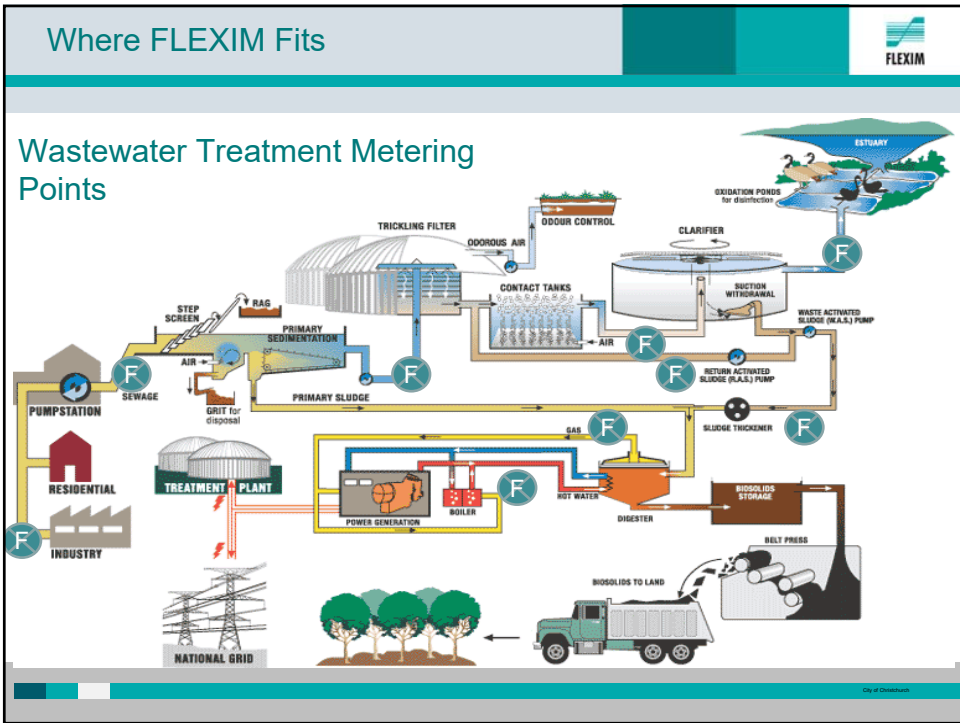 Where FLEXIM Fits
FLEXIM
Wastewater Treatment Metering
Points
ESTUARY
OXIDATION PONDS
for disinfection
F
ODOUR CONTROL
TRICKLING FILTER
ODOROUS AIR
CLARIFIER
CONTACT TANKS
SUCTION
WITHDRAWAL
STEP
SCREEN
RAG
PRIMARY
SEDIMENTATION
WASTE ACTIVATED
SLUDGE (W.A.S.) PUMP
AIR
AIR
F
F
F
F
RETURN ACTIVATED
SLUDGE (R.A.S.) PUMP
SEWAGE
PUMPSTATION
GRIT for
disposal
PRIMARY SLUDGE
SLUDGE THICKENER
F
GAS
F
RESIDENTIAL
TREATMENT PLANT
F
HOT WATER
BOILER
POWER GENERATION
DIGESTER
BIOSOLIDS
STORAGE
F
INDUSTRY
BELT PRESS
BIOSOLIDS TO LAND
NATIONAL GRID
City of Christchurch